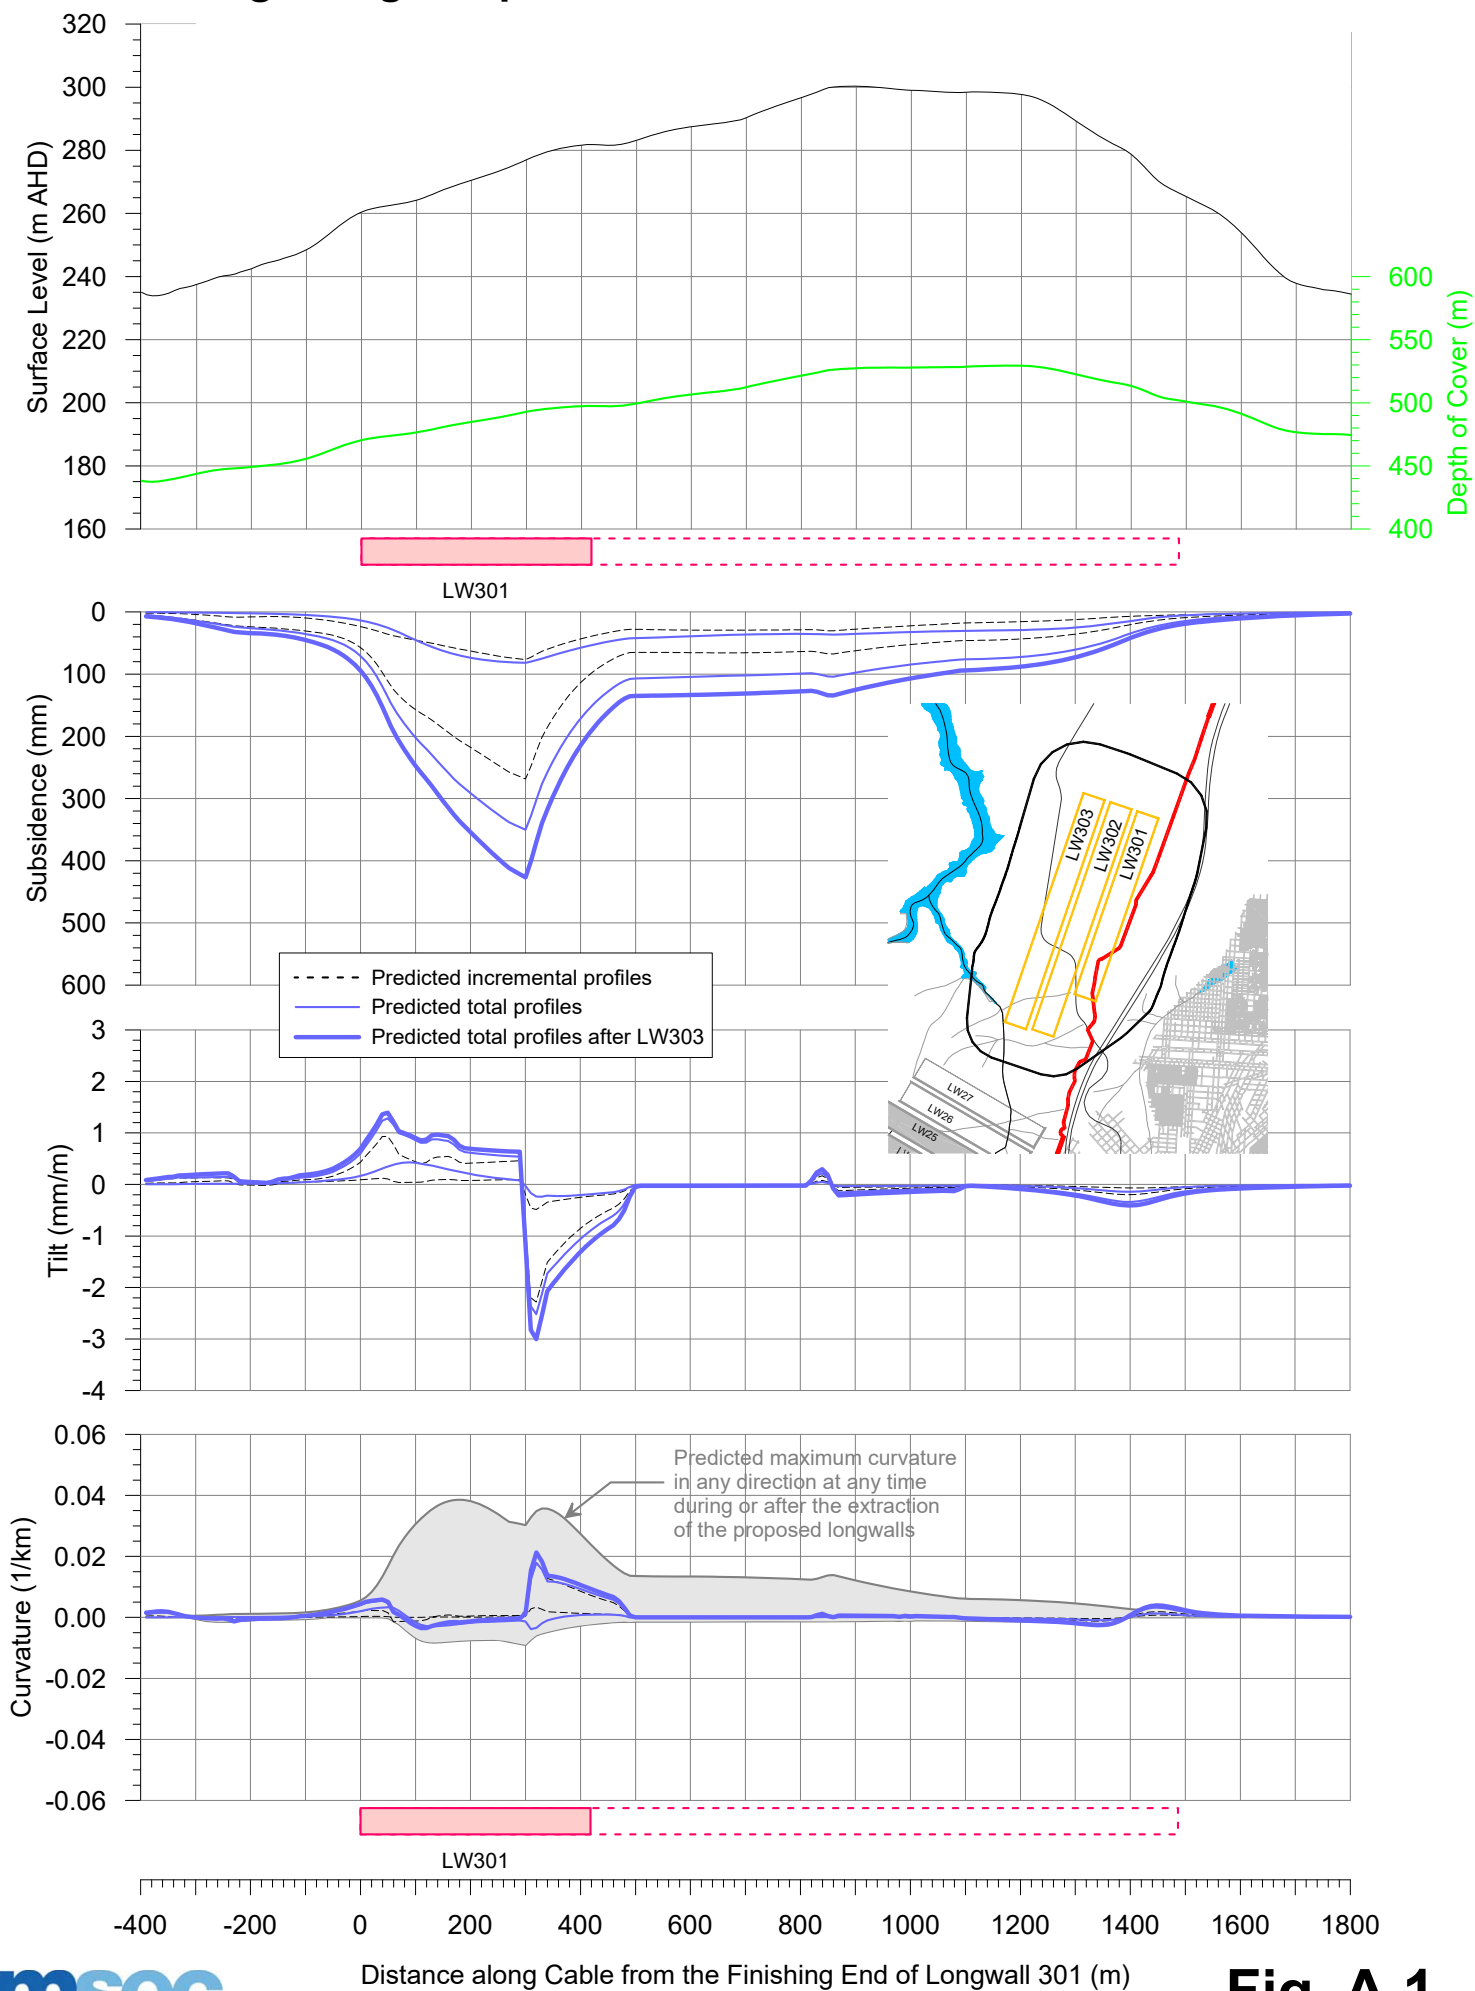 320
300
280
260
240
220
200
180
160
Surface Level (m AHD)
600
550
500
450
400
Depth of Cover (m)
LW301
0
100
200
300
400
500
600
Subsidence (mm)
LW303
LW302
LW301
LW27
LW26
LW25
Predicted incremental profiles
Predicted total profiles
Predicted total profiles after LW303
3
2
1
0
-1
-2
-3
-4
Tilt (mm/m)
0.06
0.04
0.02
0.00
-0.02
-0.04
-0.06
Curvature (1/km)
Predicted maximum curvature
in any direction at any time
during or after the extraction
of the proposed longwalls
LW301
-400 -200 0 200 400 600 800 1000 1200 1400 1600 1800
Distance along Cable from the Finishing End of Longwall 301 (m)
msec
Fig. A.1